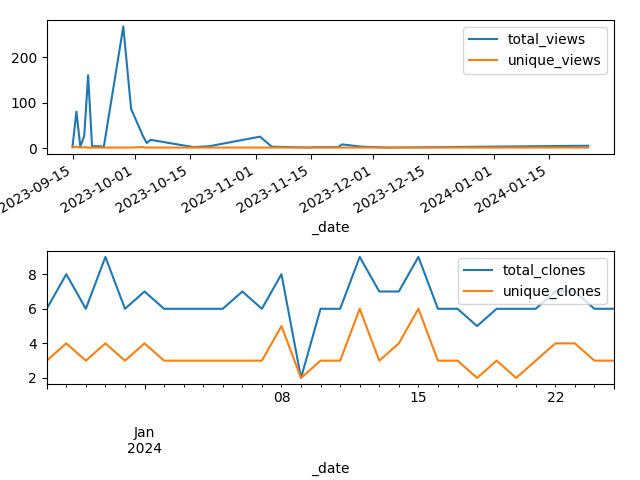 200
100
0
total_views
unique_views
2023-09-15
2023-10-01
2023-10-15
2023-11-01
2023-11-15
2023-12-01
2023-12-15
2024-01-01
2024-01-15
_date
8
6
4
2
total_clones
unique_clones
08
15
22
Jan
2024
_date